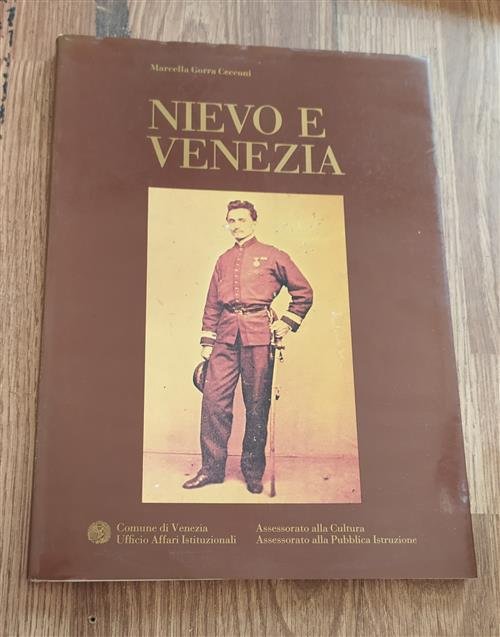 Marcella Gorra Cecconi
NIEVO E
VENEZIA
Comune di Venezia
Ufficio Affari Istituzionali
Assessorato alla Cultura
Assessorato alla Pubblica Istruzione